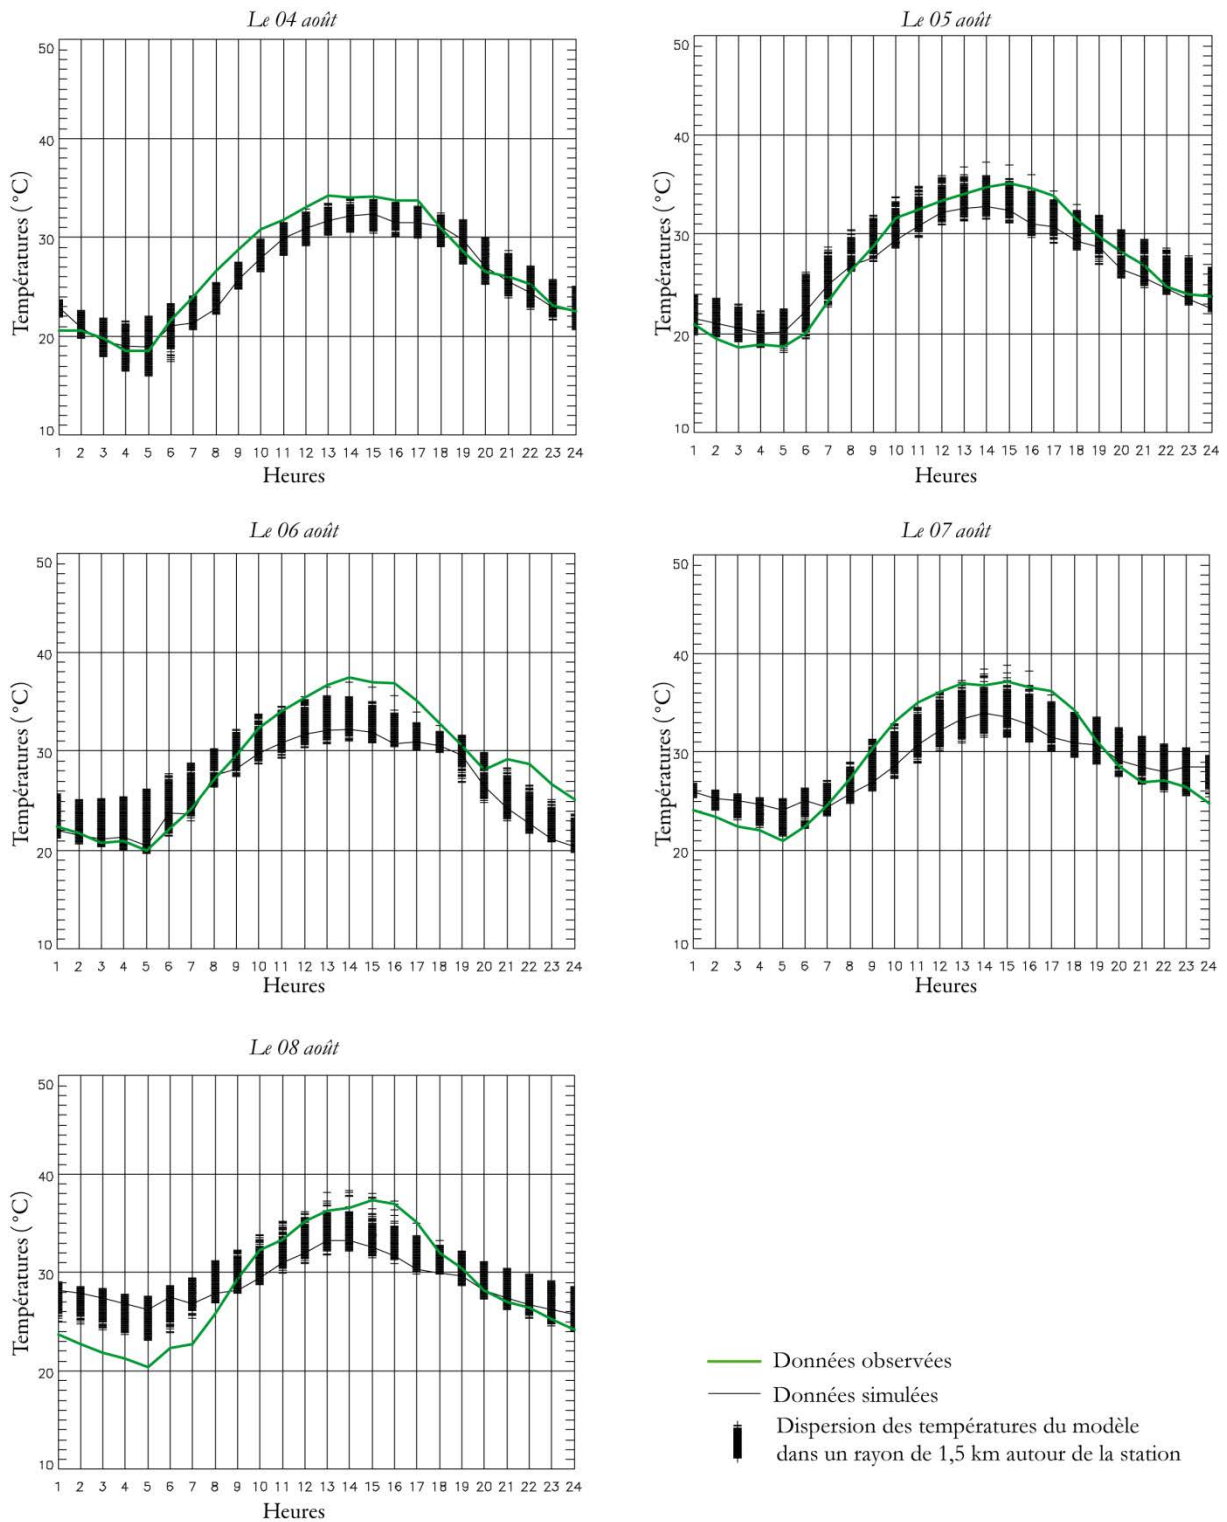 Le 04 août
50
40
30
20
10
Températures (°C)
1 2 3 4 5 6 7 8 9 10 11 12 13 14 15 16 17 18 19 20 21 22 23 24
Heures
Le 05 août
50
40
30
20
10
Températures (°C)
1 2 3 4 5 6 7 8 9 10 11 12 13 14 15 16 17 18 19 20 21 22 23 24
Heures
Le 06 août
50
40
30
20
10
Températures (°C)
1 2 3 4 5 6 7 8 9 10 11 12 13 14 15 16 17 18 19 20 21 22 23 24
Heures
Le 07 août
50
40
30
20
10
Températures (°C)
1 2 3 4 5 6 7 8 9 10 11 12 13 14 15 16 17 18 19 20 21 22 23 24
Heures
Le 08 août
50
40
30
20
10
Températures (°C)
1 2 3 4 5 6 7 8 9 10 11 12 13 14 15 16 17 18 19 20 21 22 23 24
Heures
Données observées
Données simulées
Dispersion des températures du modèle
dans un rayon de 1,5 km autour de la station